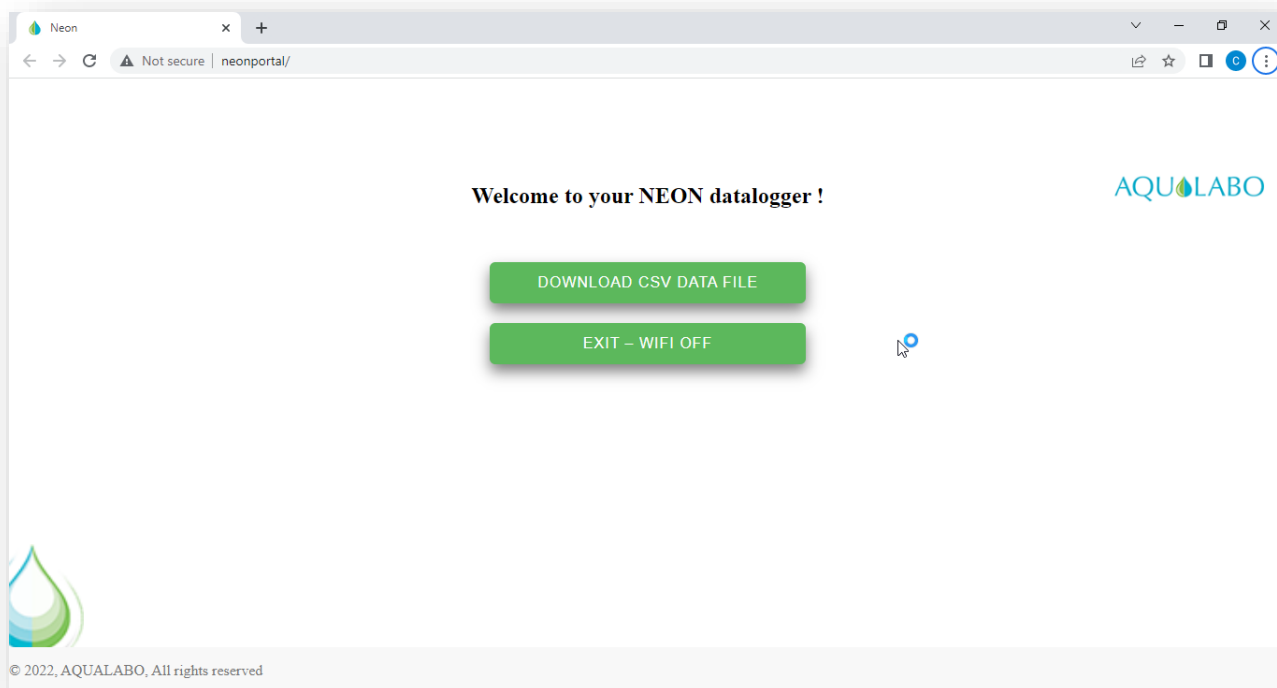 Neon
Not secure neonportal/
C
Welcome to your NEON datalogger !
AQUALABO
DOWNLOAD CSV DATA FILE
EXIT – WIFI OFF
© 2022, AQUALABO, All rights reserved